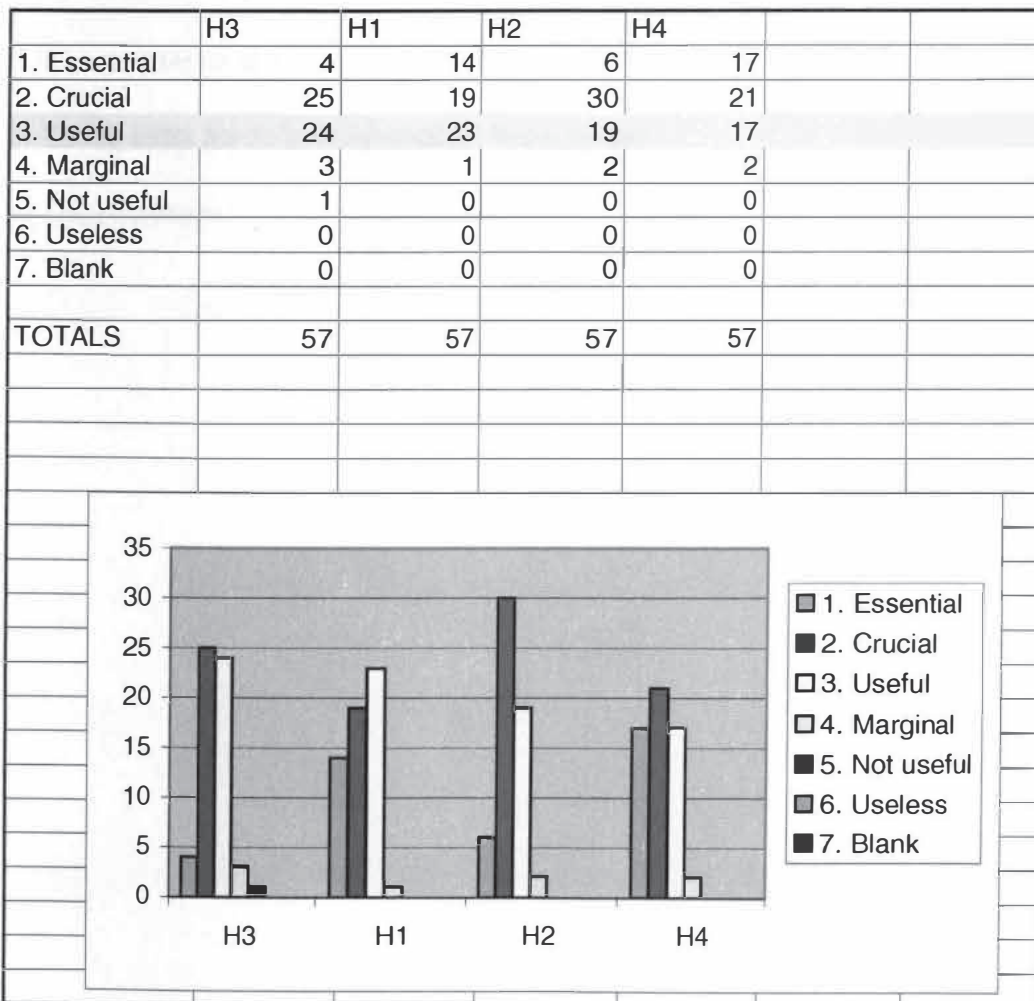 H3 H1 H2 H4
1. Essential 4 14 6 17
2. Crucial 25 19 30 21
3. Useful 24 23 19 17
4. Marginal 3 1 2 2
5. Not useful 1 0 0 0
6. Useless 0 0 0 0
7. Blank 0 0 0 0
TOTALS 57 57 57 57
35
30
25
20
15
10
5
0
H3 H1 H2 H4
1. Essential
2. Crucial
3. Useful
4. Marginal
5. Not useful
6. Useless
7. Blank